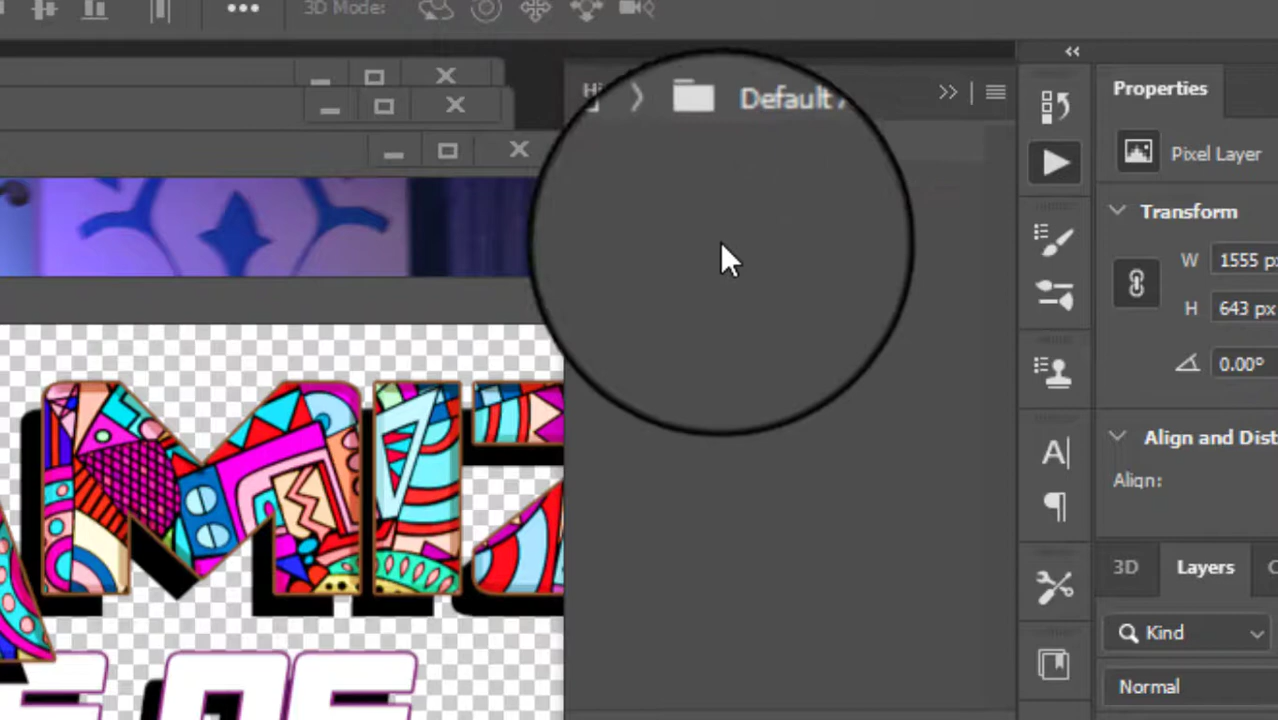 3D Mode:
Default
Properties
Pixel Layer
Transform
W 1555 px
H 643 px
0.00°
Align and Dist
Align:
3D Layers
Kind
Normal
AMIZ